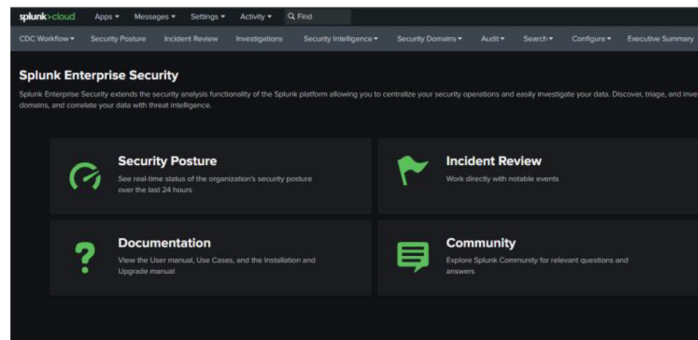 splunk>cloud Apps Messages Settings Activity Find
CDC Workflow Security Posture Incident Review Investigations Security Intelligence Security Domains Audit Search Configure Executive Summary
Splunk Enterprise Security
Splunk Enterprise Security extends the security analysis functionality of the Splunk platform allowing you to centralize your security operations and easily investigate your data. Discover, triage, and inve
domains, and correlate your data with threat intelligence.
Security Posture
See real-time status of the organization's security posture
over the last 24 hours
Incident Review
Work directly with notable events
Documentation
View the User manual, Use Cases, and the Installation and
Upgrade manual
Community
Explore Splunk Community for relevant questions and
answers